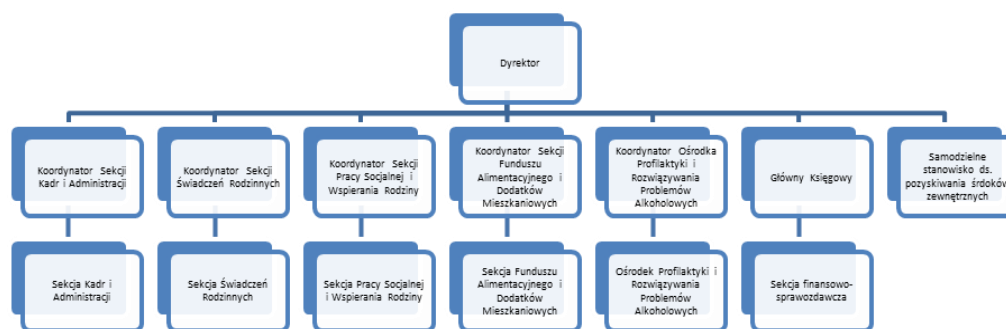 Dyrektor
Koordynator Sekcji
Kadr i Administracji
Koordynator Sekcji
Świadczeń Rodzinnych
Koordynator Sekcji
Pracy Socjalnej i
Wspierania Rodziny
Koordynator Sekcji
Funduszu
Alimentacyjnego i
Dodatków
Mieszkaniowych
Koordynator Ośrodka
Profilaktyki i
Rozwiązywania
Problemów
Alkoholowych
Główny Księgowy
Samodzielne
stanowisko ds.
pozyskiwania śrdoków
zewnętrznych
Sekcja Kadr i
Administracji
Sekcja Świadczeń
Rodzinnych
Sekcja Pracy Socjalnej
i Wspierania Rodziny
Sekcja Funduszu
Alimentacyjnego i
Dodatków
Mieszkaniowych
Ośrodek Profilaktyki i
Rozwiązywania
Problemów
Alkoholowych
Sekcja finansowo-
sprawozdawcza